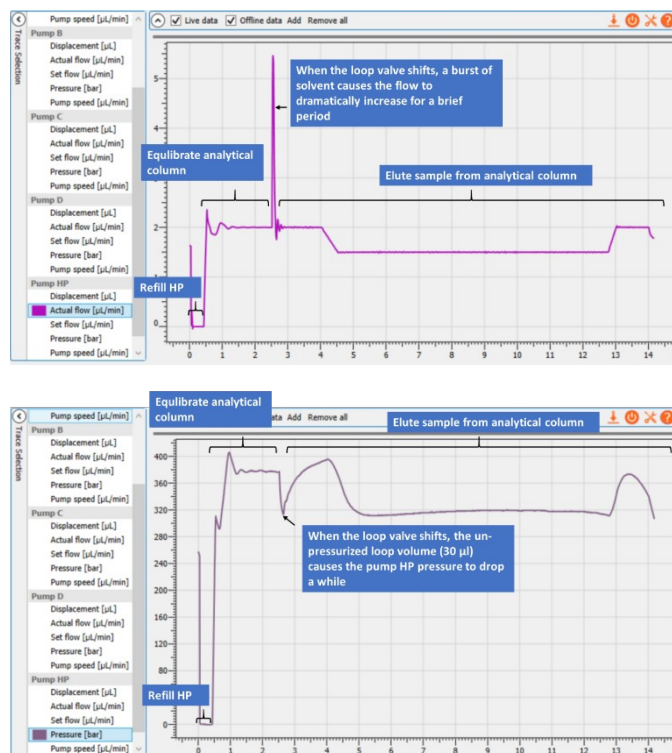 Pump speed [µL/min]
Live data Offline data Add Remove all
Trace Selection
Pump B
Displacement [µL]
Actual flow [µL/min]
Set flow [µL/min]
Pressure [bar]
Pump speed [µL/min]
Pump C
Displacement [µL]
Actual flow [µL/min]
Set flow [µL/min]
Pressure [bar]
Pump speed [µL/min]
Pump D
Displacement [µL]
Actual flow [µL/min]
Set flow [µL/min]
Pressure [bar]
Pump speed [µL/min]
Pump HP
Displacement [µL]
Actual flow [µL/min]
Set flow [µL/min]
Pressure [bar]
Pump speed [µL/min]
When the loop valve shifts, a burst of
solvent causes the flow to
dramatically increase for a brief
period
Equlibrate analytical
column
Elute sample from analytical column
Refill HP
5
4
2
0
0 1 2 3 4 5 6 7 8 9 10 11 12 13 14
Equlibrate analytical
column
Pump speed [µL/min]
ta Add Remove all
Elute sample from analytical column
Trace Selection
Pump B
Displacement [µL]
Actual flow [µL/min]
Set flow [µL/min]
Pressure [bar]
Pump speed [µL/min]
Pump C
Displacement [µL]
Actual flow [µL/min]
Set flow [µL/min]
Pressure [bar]
Pump speed [µL/min]
Pump D
Displacement [µL]
Actual flow [µL/min]
Set flow [µL/min]
Pressure [bar]
Pump speed [µL/min]
Pump HP
Displacement [µL]
Actual flow [µL/min]
Set flow [µL/min]
Pressure [bar]
Pump speed [µL/min]
When the loop valve shifts, the un-
pressurized loop volume (30 µl)
causes the pump HP pressure to drop
a while
Refill HP
400
360
320
280
240
200
160
120
80
0
0 1 2 3 4 5 6 7 8 9 10 11 12 13 14